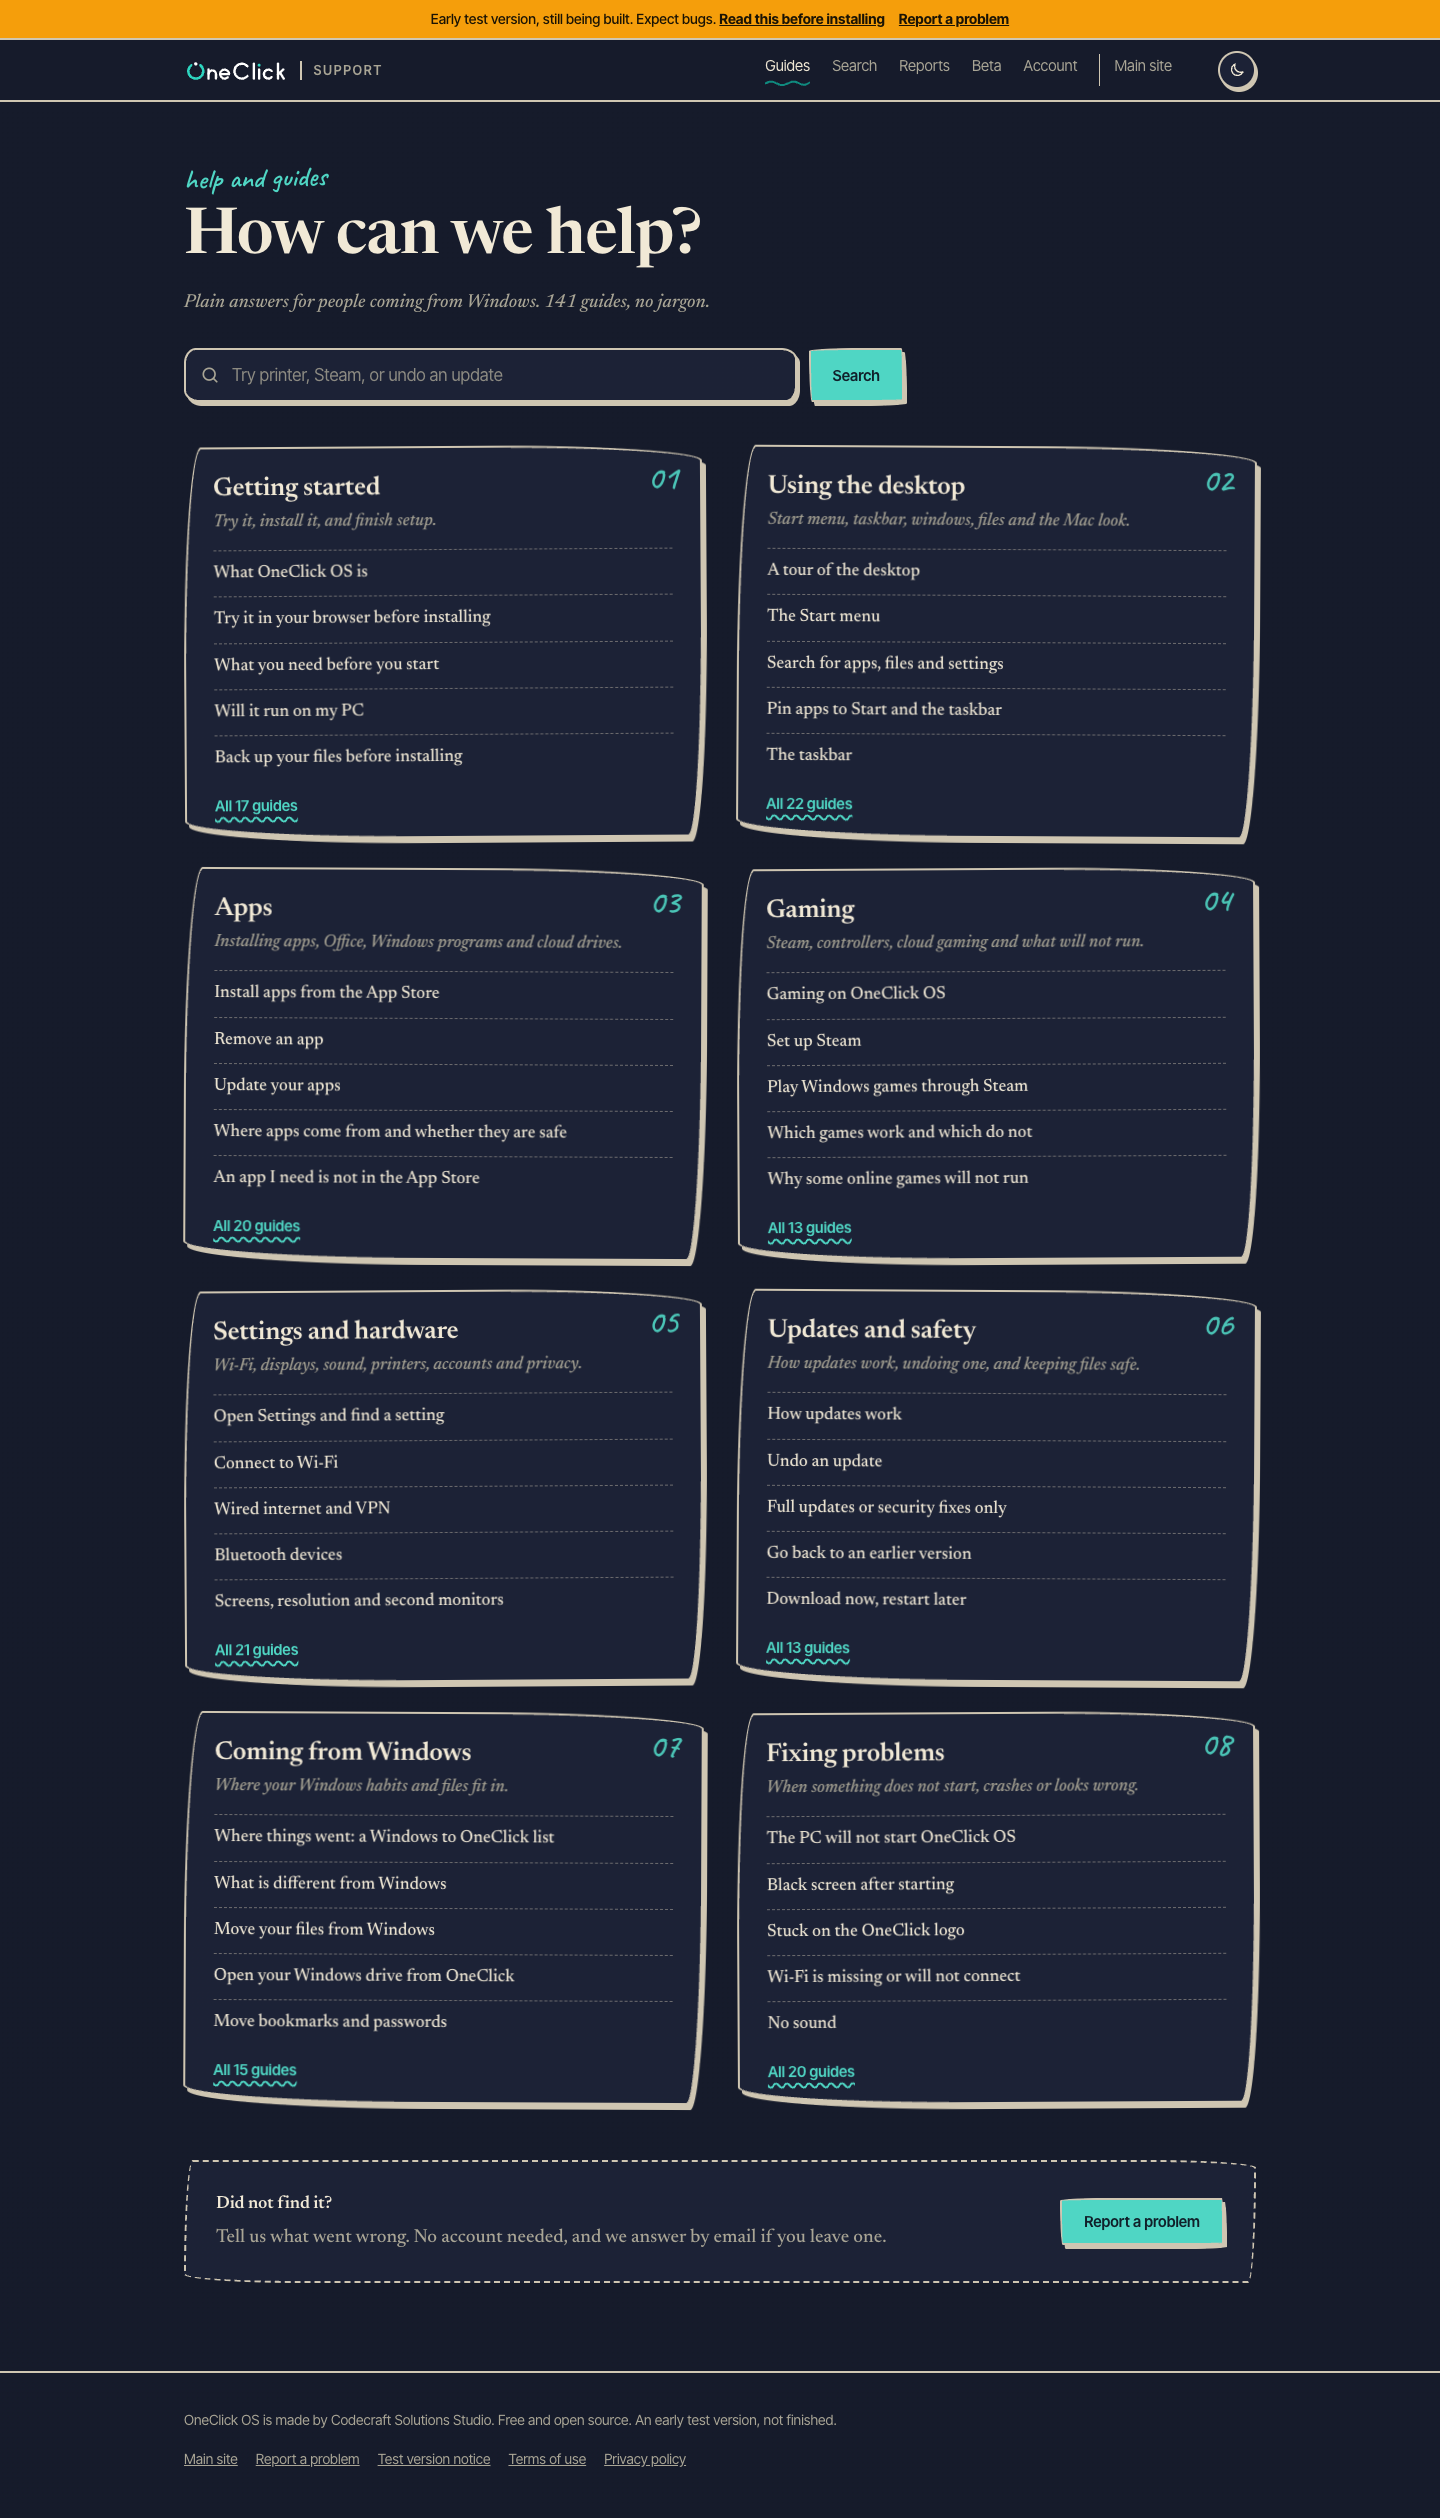 Early test version, still being built. Expect bugs. Read this before installing Report a problem
OneClick SUPPORT Guides Search Reports Beta Account Main site
help and guides
How can we help?
Plain answers for people coming from Windows. 141 guides, no jargon.
Try printer, Steam, or undo an update Search
Getting started 01
Try it, install it, and finish setup.
What OneClick OS is
Try it in your browser before installing
What you need before you start
Will it run on my PC
Back up your files before installing
All 17 guides
Using the desktop 02
Start menu, taskbar, windows, files and the Mac look.
A tour of the desktop
The Start menu
Search for apps, files and settings
Pin apps to Start and the taskbar
The taskbar
All 22 guides
Apps 03
Installing apps, Office, Windows programs and cloud drives.
Install apps from the App Store
Remove an app
Update your apps
Where apps come from and whether they are safe
An app I need is not in the App Store
All 20 guides
Gaming 04
Steam, controllers, cloud gaming and what will not run.
Gaming on OneClick OS
Set up Steam
Play Windows games through Steam
Which games work and which do not
Why some online games will not run
All 13 guides
Settings and hardware 05
Wi-Fi, displays, sound, printers, accounts and privacy.
Open Settings and find a setting
Connect to Wi-Fi
Wired internet and VPN
Bluetooth devices
Screens, resolution and second monitors
All 21 guides
Updates and safety 06
How updates work, undoing one, and keeping files safe.
How updates work
Undo an update
Full updates or security fixes only
Go back to an earlier version
Download now, restart later
All 13 guides
Coming from Windows 07
Where your Windows habits and files fit in.
Where things went: a Windows to OneClick list
What is different from Windows
Move your files from Windows
Open your Windows drive from OneClick
Move bookmarks and passwords
All 15 guides
Fixing problems 08
When something does not start, crashes or looks wrong.
The PC will not start OneClick OS
Black screen after starting
Stuck on the OneClick logo
Wi-Fi is missing or will not connect
No sound
All 20 guides
Did not find it?
Tell us what went wrong. No account needed, and we answer by email if you leave one.
Report a problem
OneClick OS is made by Codecraft Solutions Studio. Free and open source. An early test version, not finished.
Main site Report a problem Test version notice Terms of use Privacy policy